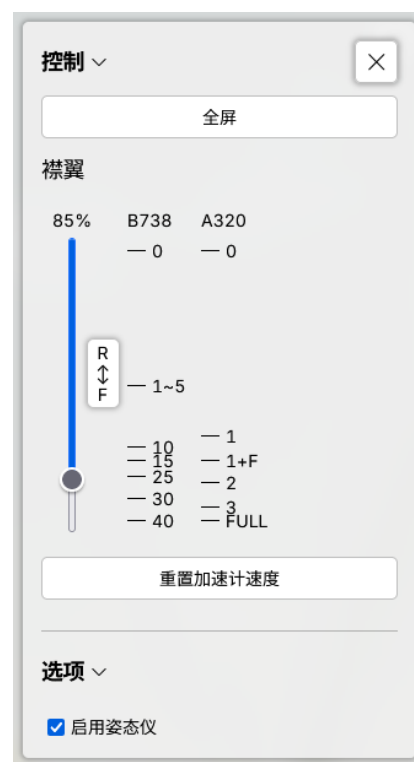 控制
全屏
襟翼
85% B738 A320
— 0 — 0
R
↕
F
— 1~5
— 1
— 10
— 15 — 1+F
— 25 — 2
— 30 — 3
— 40 — FULL
重置加速计速度
选项
启用姿态仪